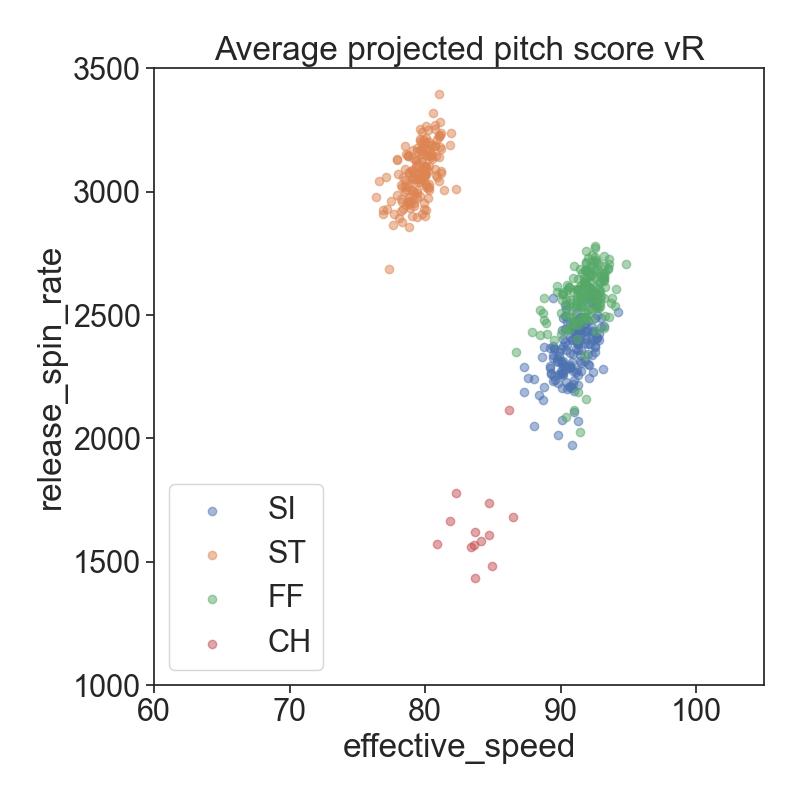 Average projected pitch score vR
3500
3000
2500
2000
1500
1000
release_spin_rate
SI
ST
FF
CH
60 70 80 90 100
effective_speed